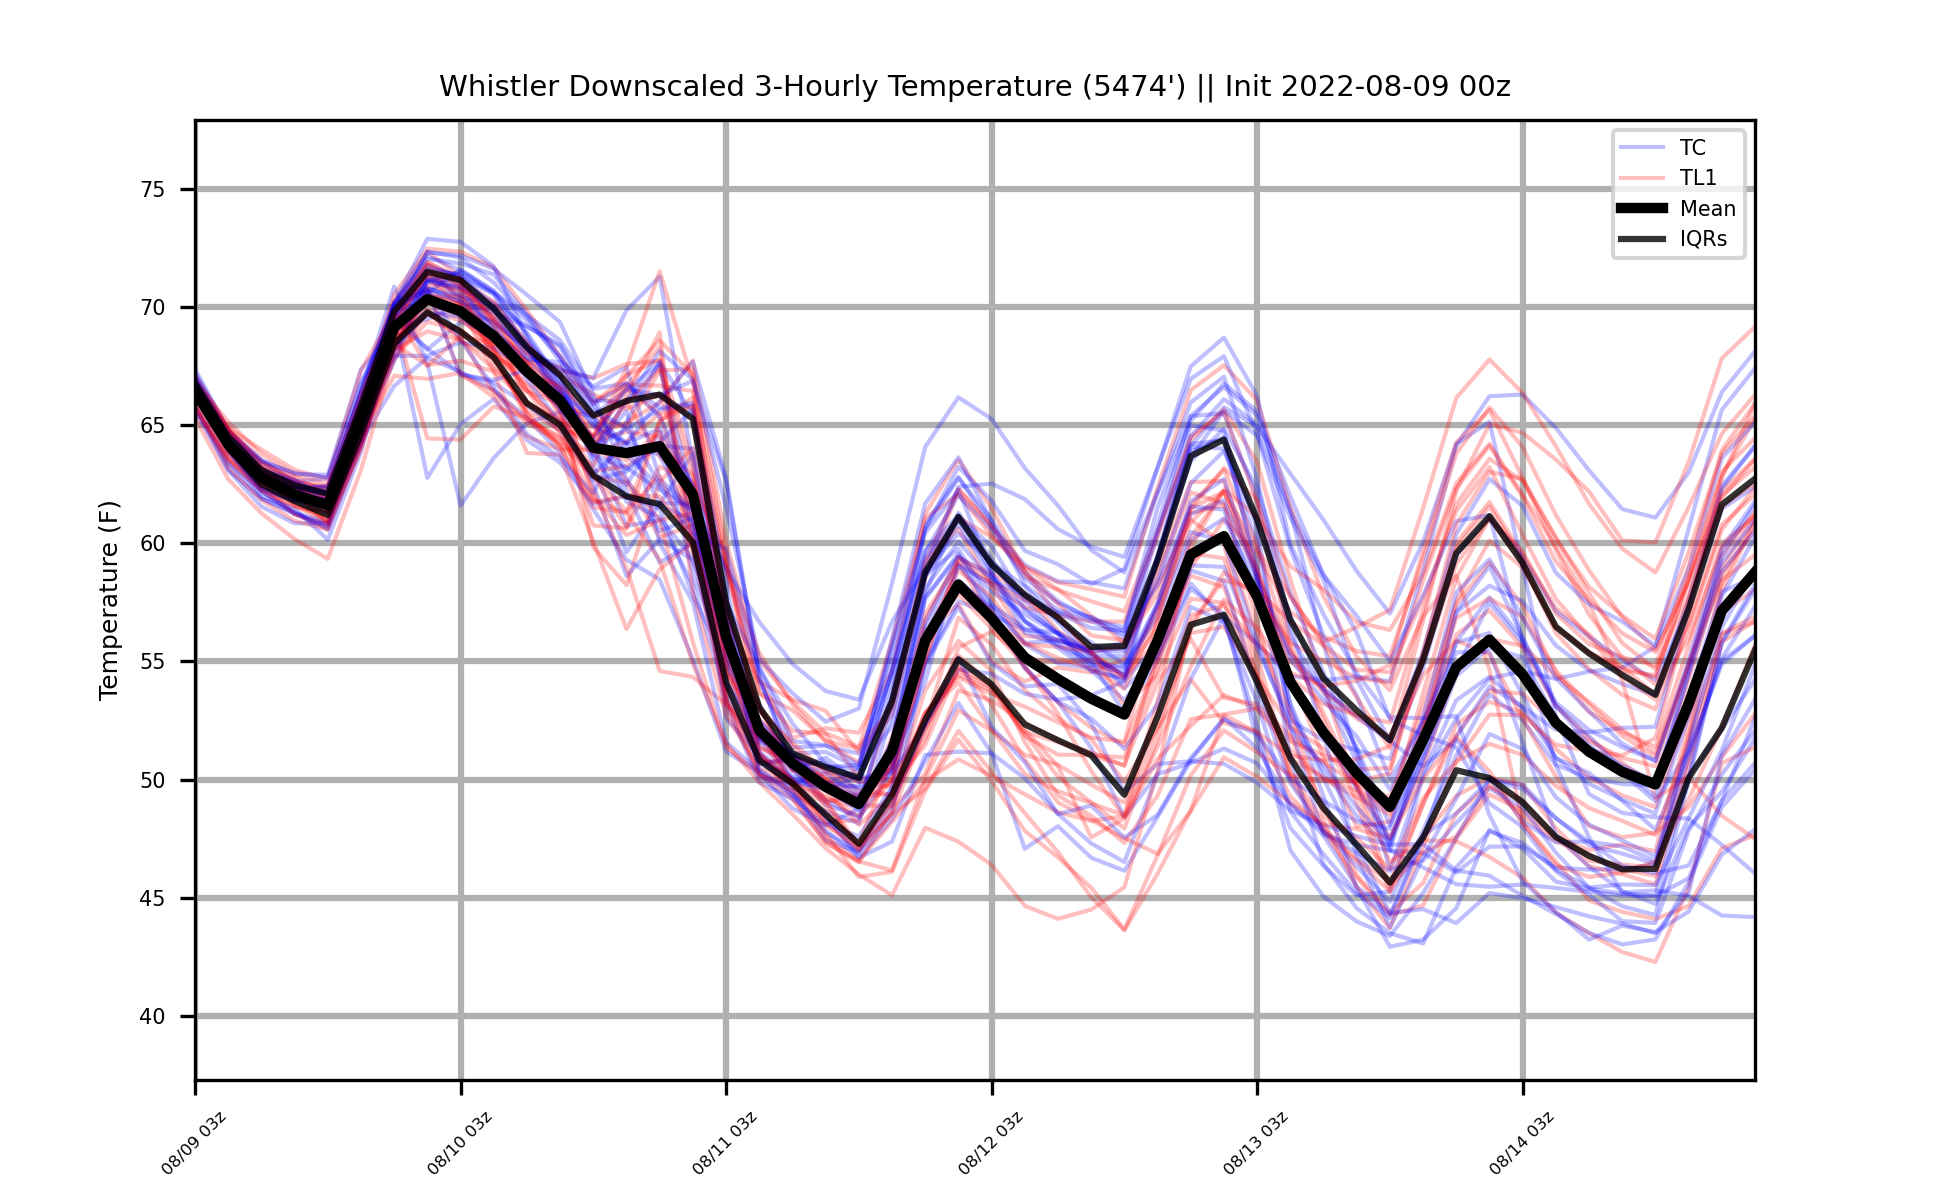 Whistler Downscaled 3-Hourly Temperature (5474') || Init 2022-08-09 00z
TC
TL1
Mean
IQRs
Temperature (F)
75
70
65
60
55
50
45
40
08/09 03z
08/10 03z
08/11 03z
08/12 03z
08/13 03z
08/14 03z